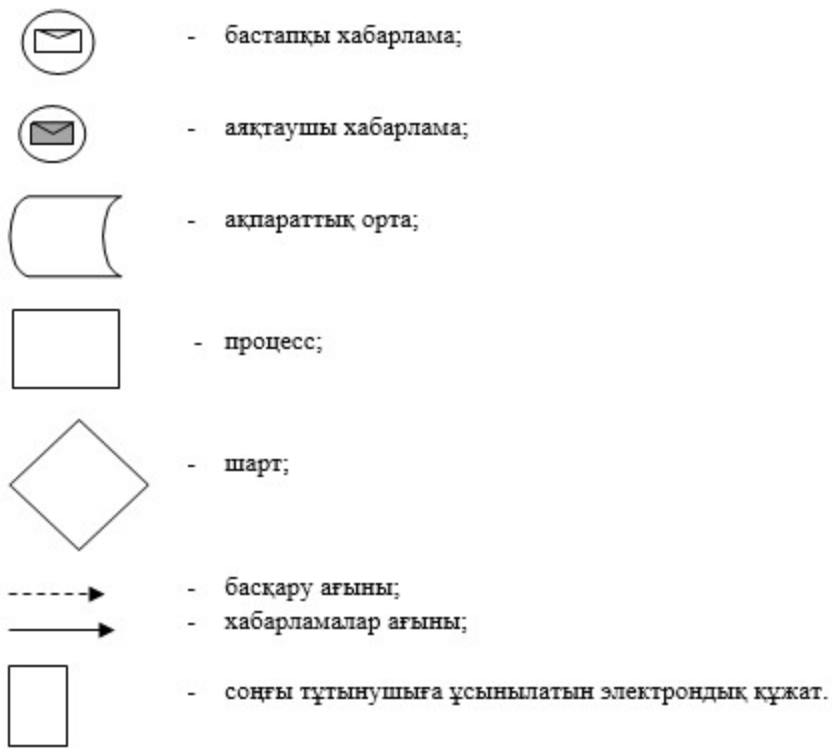 - бастапқы хабарлама;
- аяқтаушы хабарлама;
- ақпараттық орта;
- процесс;
- шарт;
- басқару ағыны;
- хабарламалар ағыны;
- соңғы тұтынушыға ұсынылатын электрондық құжат.